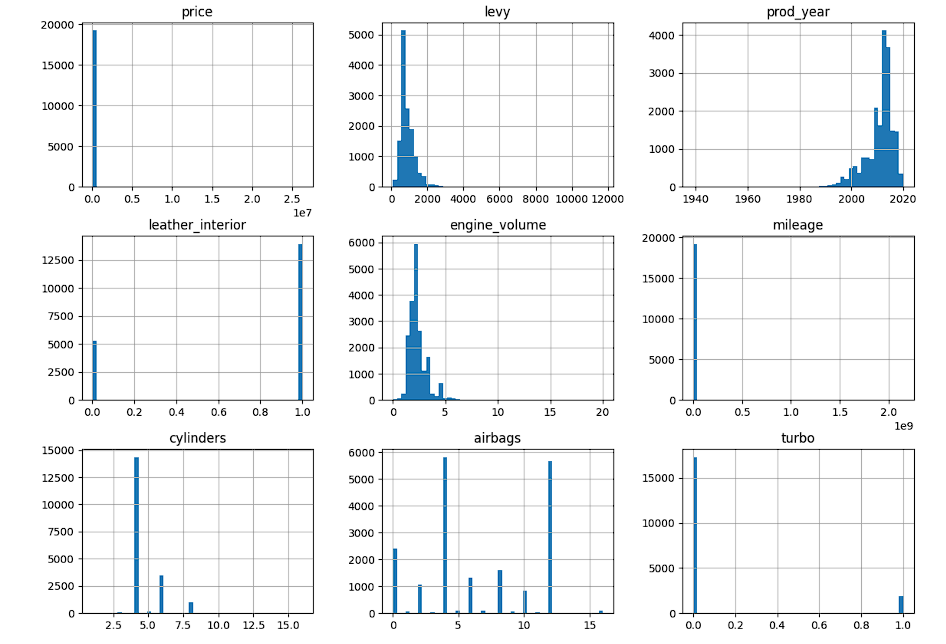 price
20000
15000
10000
5000
0
0.0 0.5 1.0 1.5 2.0 2.5
1e7
levy
5000
4000
3000
2000
1000
0
0 2000 4000 6000 8000 10000 12000
prod_year
4000
3000
2000
1000
0
1940 1960 1980 2000 2020
leather_interior
12500
10000
7500
5000
2500
0
0.0 0.2 0.4 0.6 0.8 1.0
engine_volume
6000
5000
4000
3000
2000
1000
0
0 5 10 15 20
mileage
20000
15000
10000
5000
0
0.0 0.5 1.0 1.5 2.0
1e9
cylinders
15000
12500
10000
7500
5000
2500
0
2.5 5.0 7.5 10.0 12.5 15.0
airbags
6000
5000
4000
3000
2000
1000
0
0 5 10 15
turbo
15000
10000
5000
0
0.0 0.2 0.4 0.6 0.8 1.0